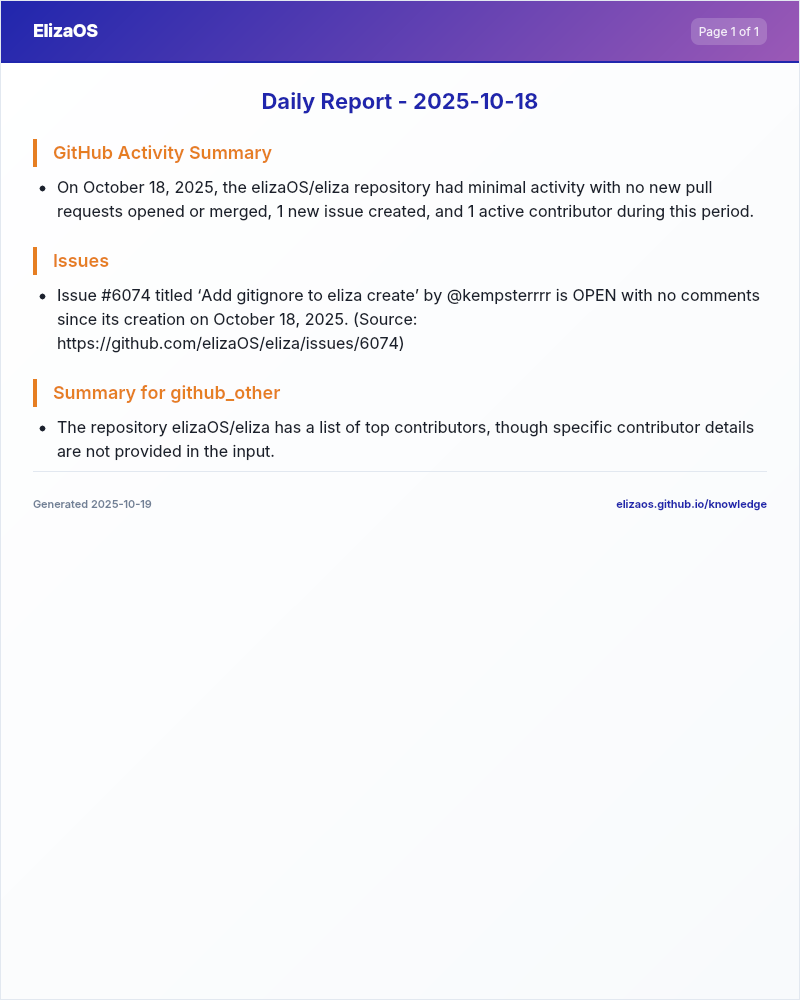 ElizaOS
Page 1 of 1
Daily Report - 2025-10-18
GitHub Activity Summary
• On October 18, 2025, the elizaOS/eliza repository had minimal activity with no new pull
requests opened or merged, 1 new issue created, and 1 active contributor during this period.
Issues
• Issue #6074 titled ‘Add gitignore to eliza create’ by @kempsterrrr is OPEN with no comments
since its creation on October 18, 2025. (Source:
https://github.com/elizaOS/eliza/issues/6074)
Summary for github_other
• The repository elizaOS/eliza has a list of top contributors, though specific contributor details
are not provided in the input.
Generated 2025-10-19
elizaos.github.io/knowledge